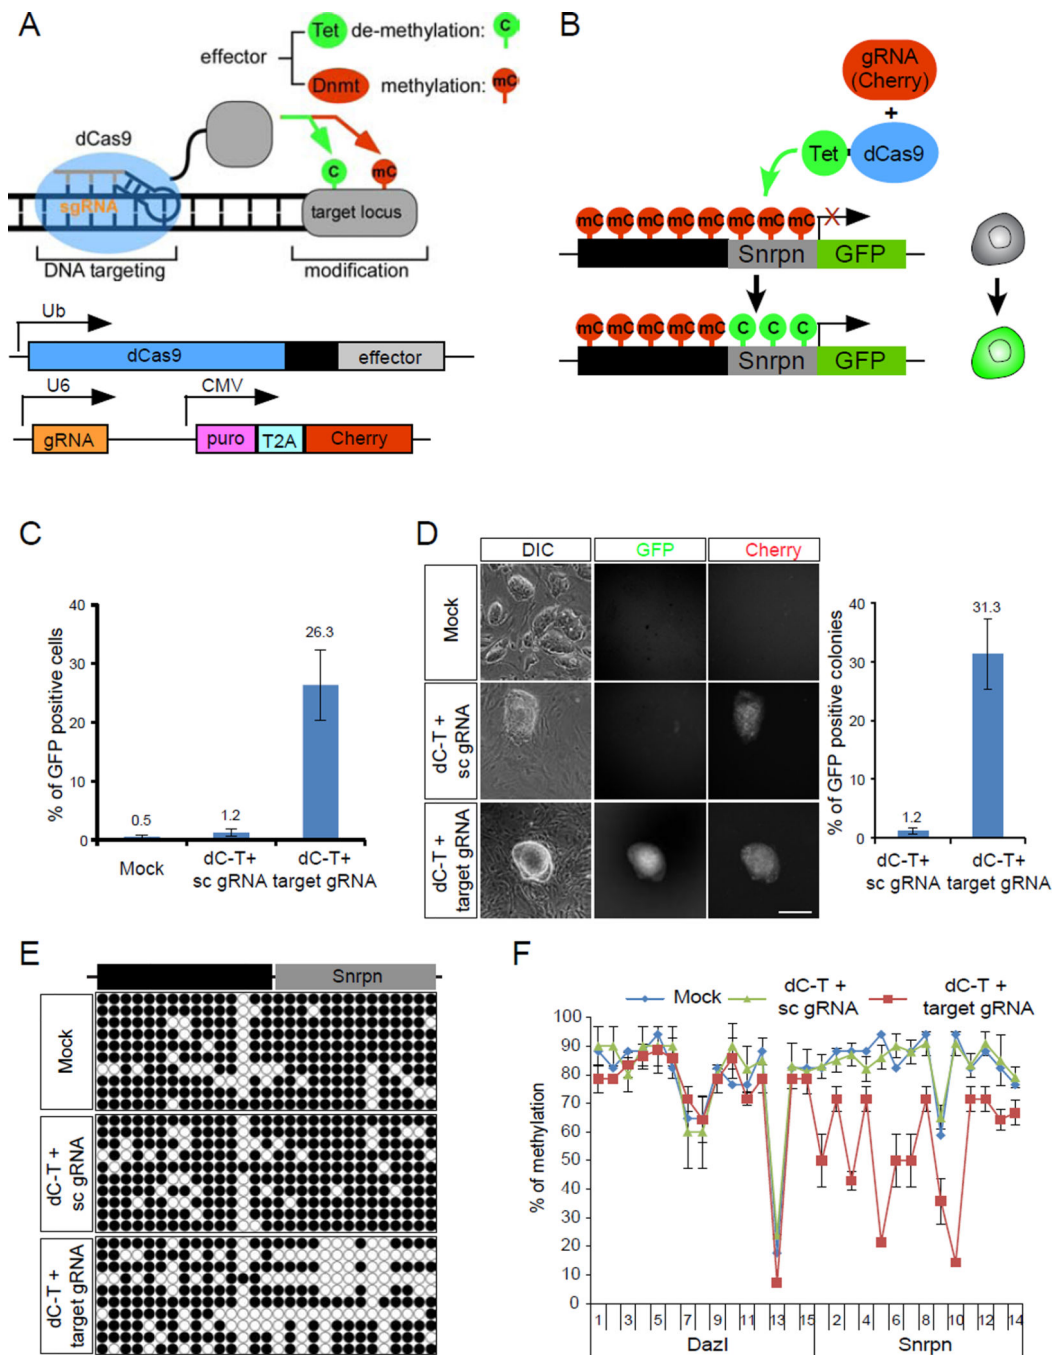 A
effector
Tet
de-methylation:
C
Dnmt
methylation:
mC
dCas9
sgRNA
C
mC
target locus
DNA targeting
modification
Ub
dCas9
effector
U6
CMV
gRNA
puro
T2A
Cherry
B
gRNA
(Cherry)
+
Tet
dCas9
mC mC mC mC mC mC mC mC
X
Snrpn
GFP
mC mC mC mC mC C C C
Snrpn
GFP
C
% of GFP positive cells
40
30
20
10
0
0.5
1.2
26.3
Mock
dC-T+
sc gRNA
dC-T+
target gRNA
D
DIC
GFP
Cherry
Mock
dC-T +
sc gRNA
dC-T +
target gRNA
% of GFP positive colonies
40
30
20
10
0
1.2
31.3
dC-T+
sc gRNA
dC-T+
target gRNA
E
Snrpn
Mock
dC-T +
sc gRNA
dC-T +
target gRNA
F
Mock
dC-T +
sc gRNA
dC-T +
target gRNA
% of methylation
100
90
80
70
60
50
40
30
20
10
0
1 3 5 7 9 11 13 15 2 4 6 8 10 12 14
Dazl
Snrpn